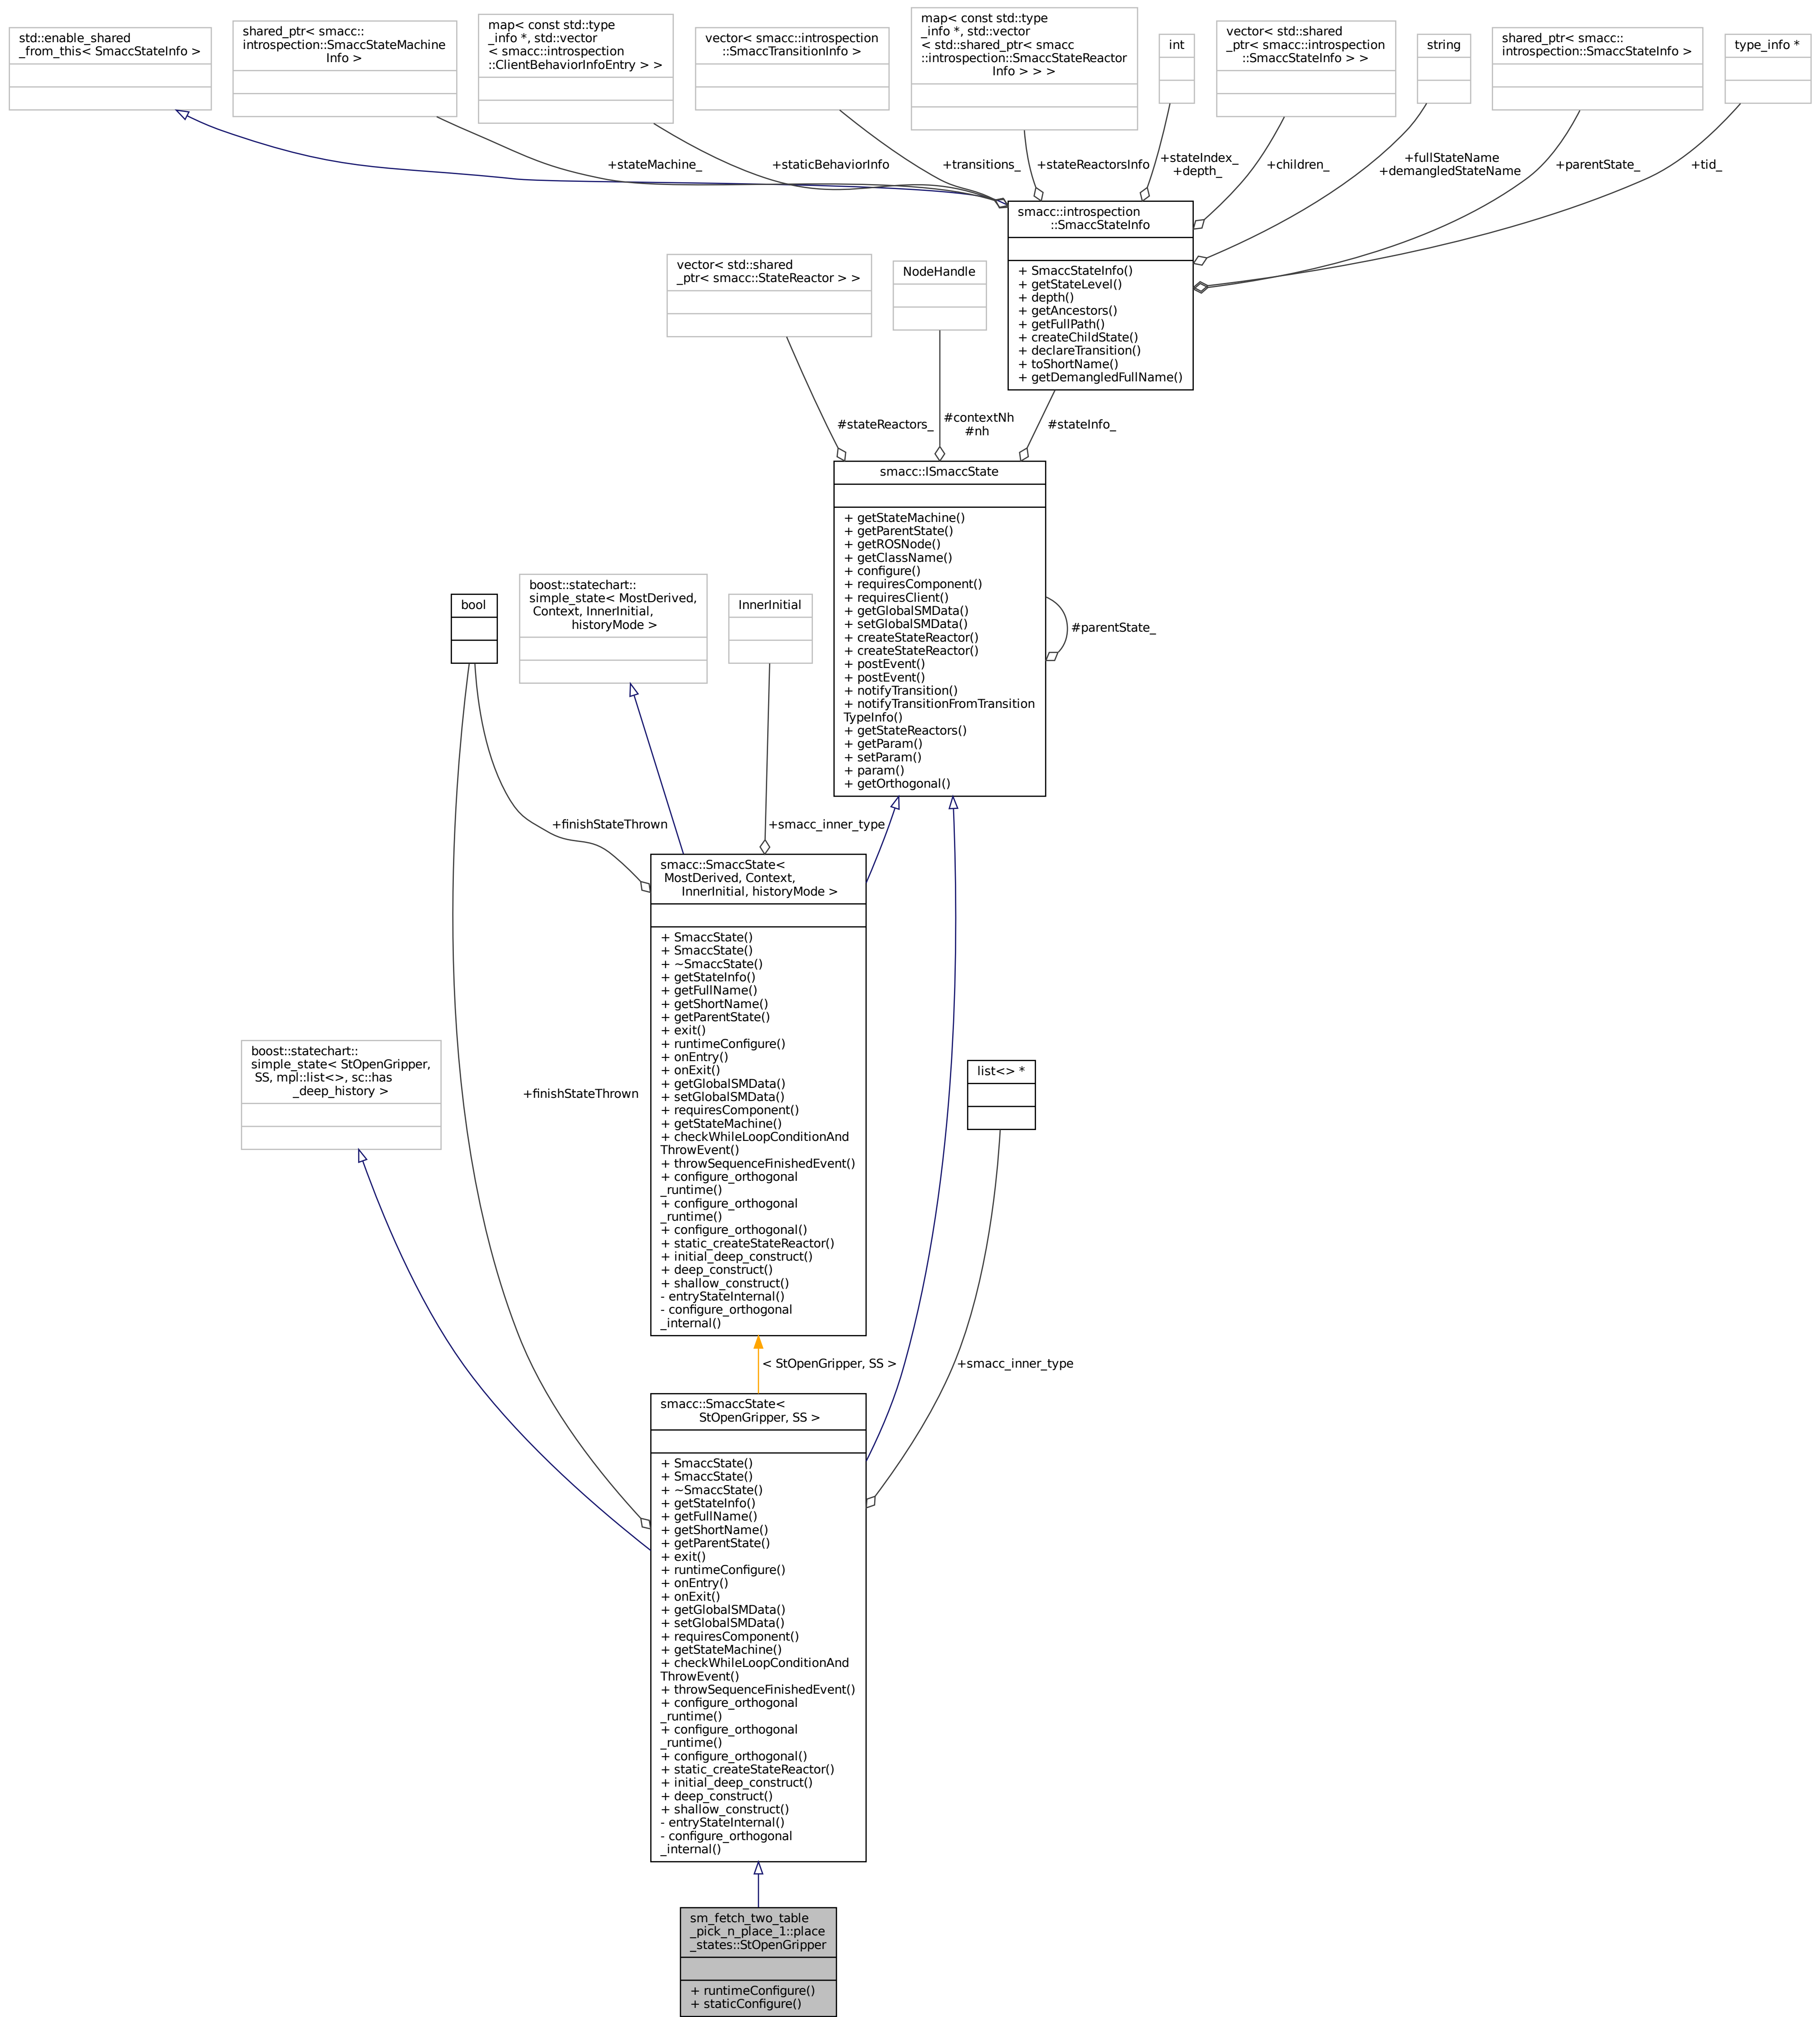 std::enable_shared
_from_this< SmaccStateInfo >
shared_ptr< smacc::
introspection::SmaccStateMachine
Info >
map< const std::type
_info *, std::vector
< smacc::introspection
::ClientBehaviorInfoEntry > >
vector< smacc::introspection
::SmaccTransitionInfo >
map< const std::type
_info *, std::vector
< std::shared_ptr< smacc
::introspection::SmaccStateReactor
Info > > >
int
vector< std::shared
_ptr< smacc::introspection
::SmaccStateInfo > >
string
shared_ptr< smacc::
introspection::SmaccStateInfo >
type_info *
+stateMachine_
+staticBehaviorInfo
+transitions_
+stateReactorsInfo
+stateIndex_
+depth_
+children_
+fullStateName
+demangledStateName
+parentState_
+tid_
smacc::introspection
::SmaccStateInfo
+ SmaccStateInfo()
+ getStateLevel()
+ depth()
+ getAncestors()
+ getFullPath()
+ createChildState()
+ declareTransition()
+ toShortName()
+ getDemangledFullName()
vector< std::shared
_ptr< smacc::StateReactor > >
NodeHandle
#stateReactors_
#contextNh
#nh
#stateInfo_
smacc::ISmaccState
+ getStateMachine()
+ getParentState()
+ getROSNode()
+ getClassName()
+ configure()
+ requiresComponent()
+ requiresClient()
+ getGlobalSMData()
+ setGlobalSMData()
+ createStateReactor()
+ createStateReactor()
+ postEvent()
+ postEvent()
+ notifyTransition()
+ notifyTransitionFromTransition
TypeInfo()
+ getStateReactors()
+ getParam()
+ setParam()
+ param()
+ getOrthogonal()
#parentState_
bool
boost::statechart::
simple_state< MostDerived,
Context, InnerInitial,
historyMode >
InnerInitial
+finishStateThrown
+smacc_inner_type
smacc::SmaccState<
MostDerived, Context,
InnerInitial, historyMode >
+ SmaccState()
+ SmaccState()
+ ~SmaccState()
+ getStateInfo()
+ getFullName()
+ getShortName()
+ getParentState()
+ exit()
+ runtimeConfigure()
+ onEntry()
+ onExit()
+ getGlobalSMData()
+ setGlobalSMData()
+ requiresComponent()
+ getStateMachine()
+ checkWhileLoopConditionAnd
ThrowEvent()
+ throwSequenceFinishedEvent()
+ configure_orthogonal
_runtime()
+ configure_orthogonal
_runtime()
+ configure_orthogonal()
+ static_createStateReactor()
+ initial_deep_construct()
+ deep_construct()
+ shallow_construct()
- entryStateInternal()
- configure_orthogonal
_internal()
boost::statechart::
simple_state< StOpenGripper,
SS, mpl::list<>, sc::has
_deep_history >
+finishStateThrown
list<> *
< StOpenGripper, SS >
+smacc_inner_type
smacc::SmaccState<
StOpenGripper, SS >
+ SmaccState()
+ SmaccState()
+ ~SmaccState()
+ getStateInfo()
+ getFullName()
+ getShortName()
+ getParentState()
+ exit()
+ runtimeConfigure()
+ onEntry()
+ onExit()
+ getGlobalSMData()
+ setGlobalSMData()
+ requiresComponent()
+ getStateMachine()
+ checkWhileLoopConditionAnd
ThrowEvent()
+ throwSequenceFinishedEvent()
+ configure_orthogonal
_runtime()
+ configure_orthogonal
_runtime()
+ configure_orthogonal()
+ static_createStateReactor()
+ initial_deep_construct()
+ deep_construct()
+ shallow_construct()
- entryStateInternal()
- configure_orthogonal
_internal()
sm_fetch_two_table
_pick_n_place_1::place
_states::StOpenGripper
+ runtimeConfigure()
+ staticConfigure()